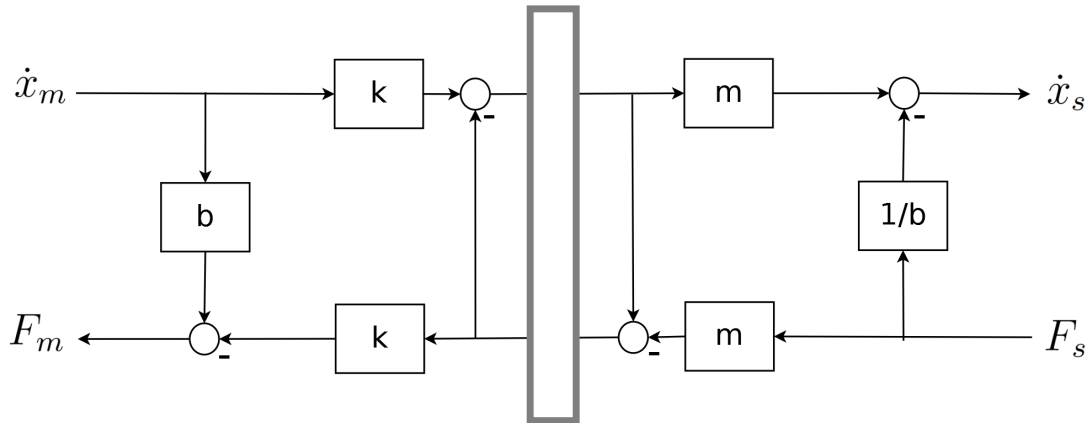 ẋₘ k - m - ẋₛ
b 1/b
Fₘ - k - m Fₛ